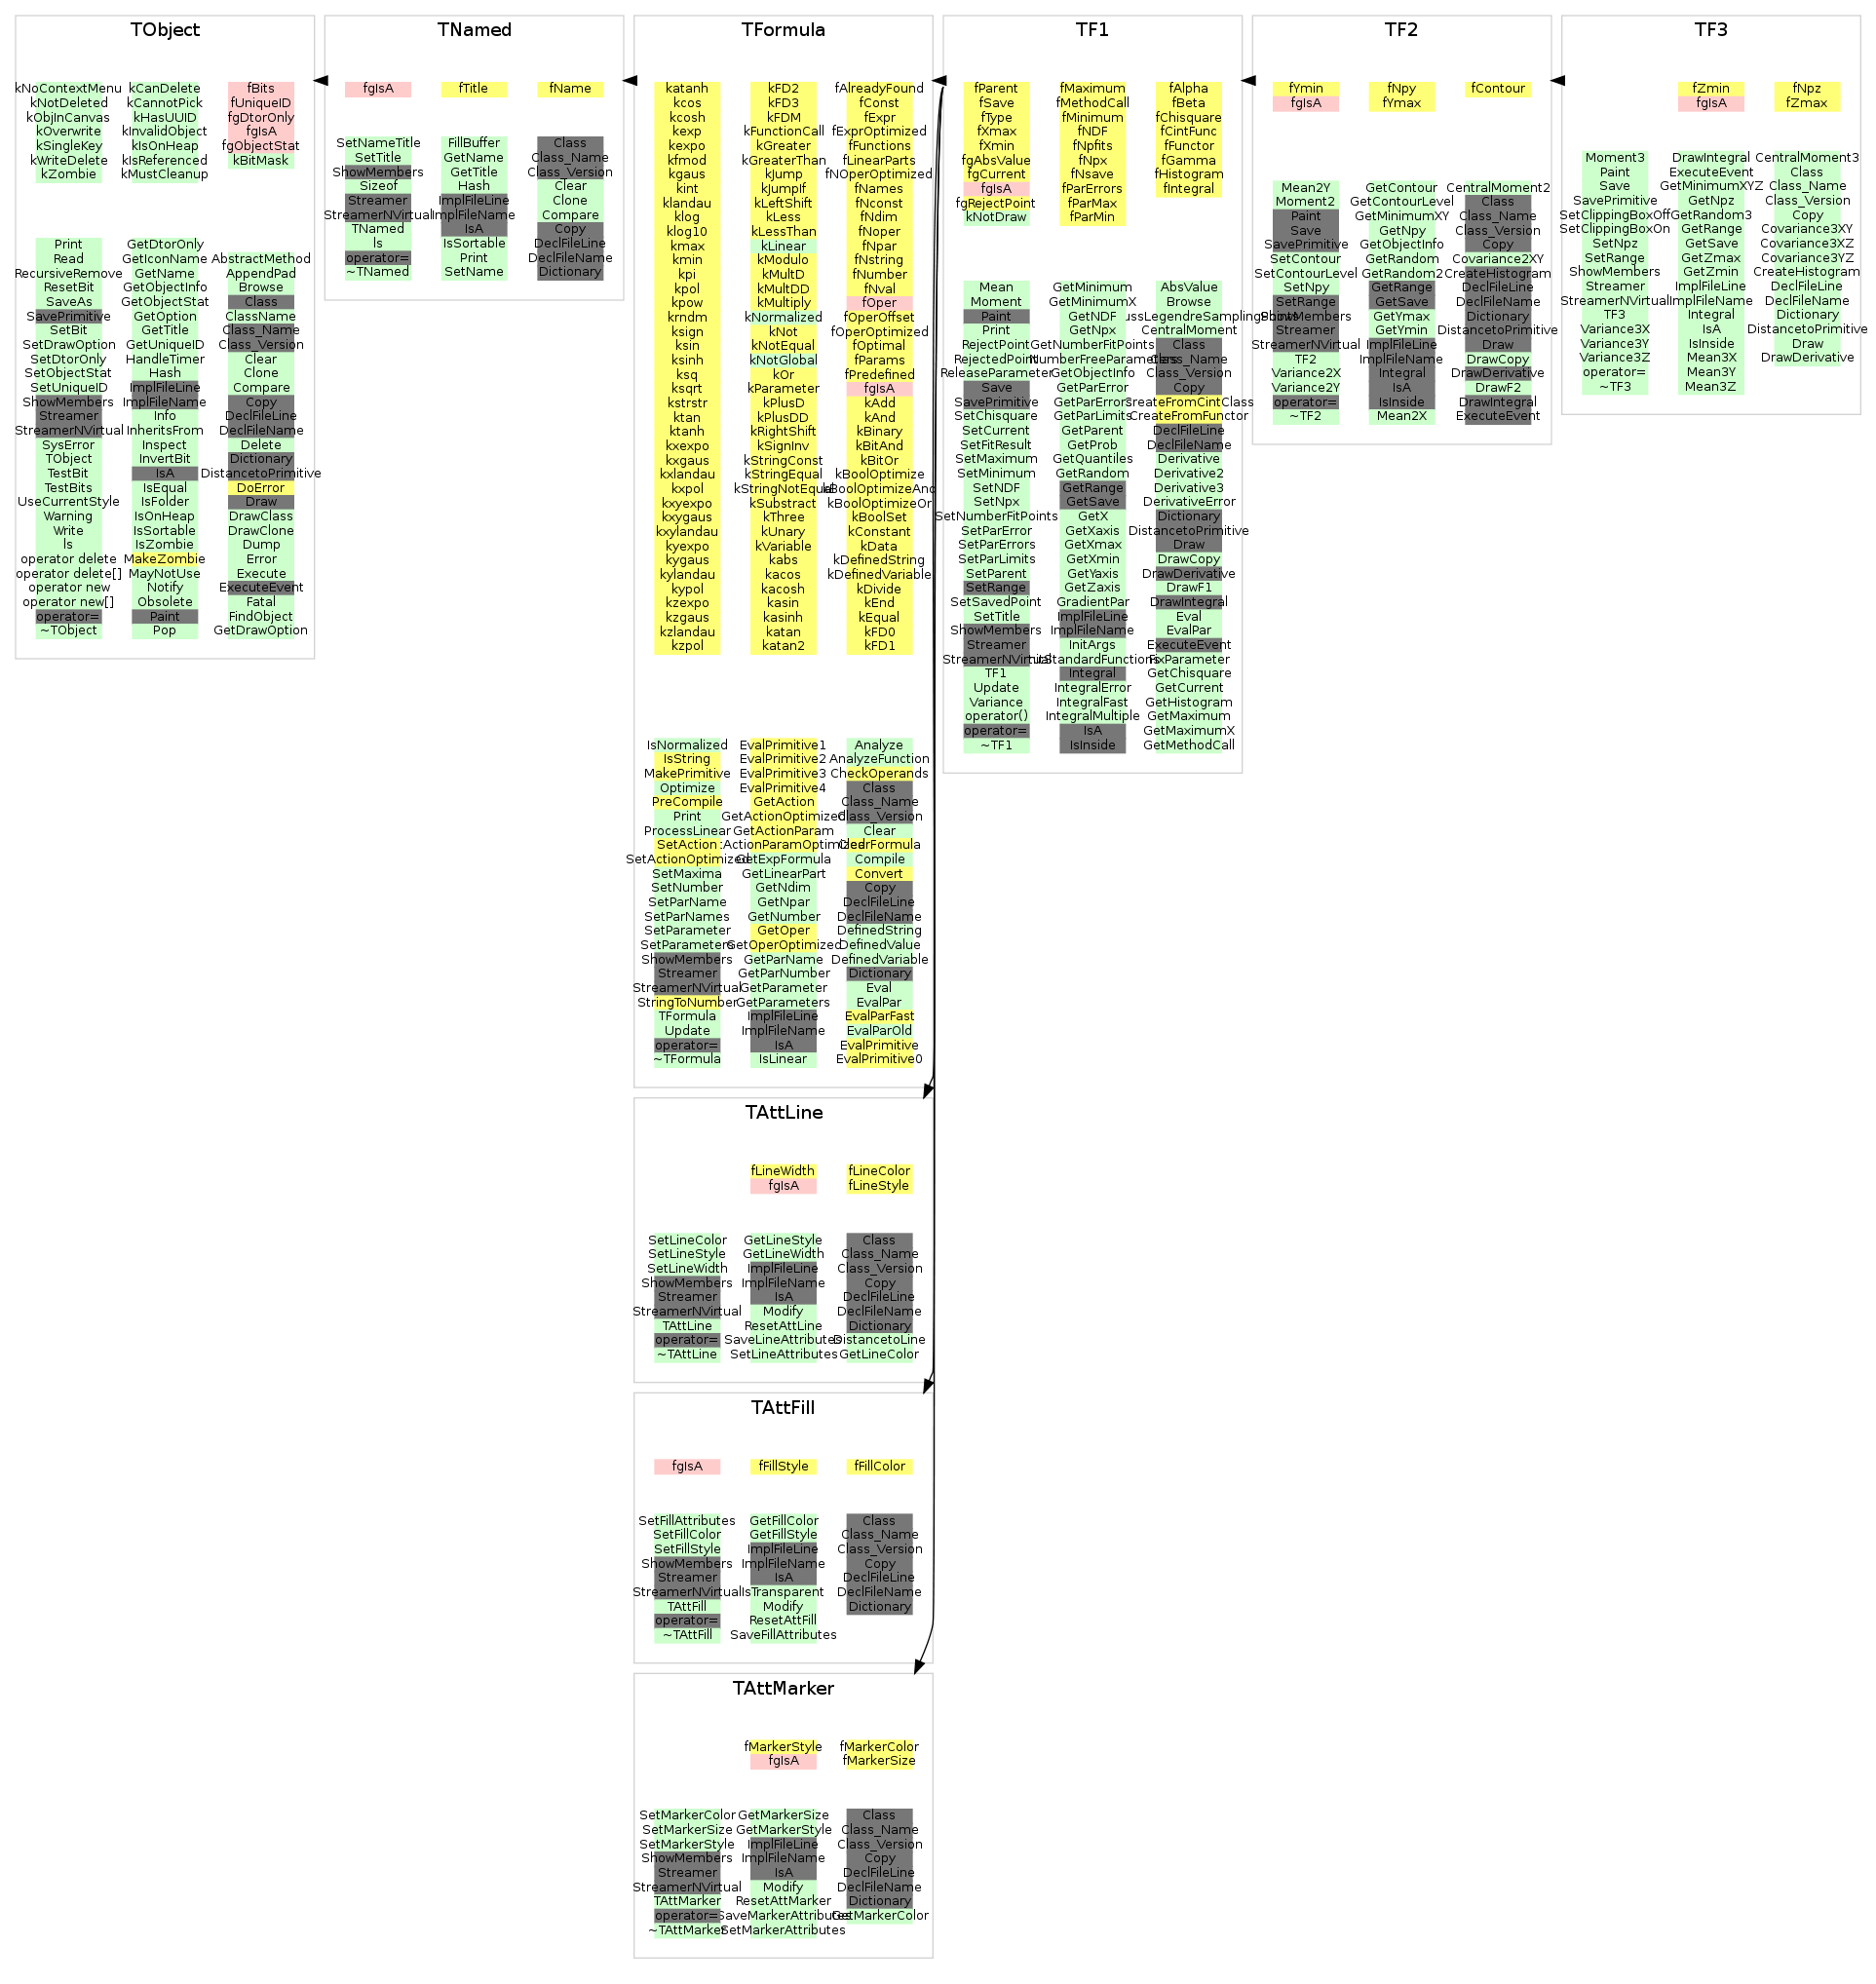 TObject
kNoContextMenu
kNotDeleted
kObjInCanvas
kOverwrite
kSingleKey
kWriteDelete
kZombie
kCanDelete
kCannotPick
kHasUUID
kInvalidObject
kIsOnHeap
kIsReferenced
kMustCleanup
fBits
fUniqueID
fgDtorOnly
fgIsA
fgObjectStat
kBitMask
Print
Read
RecursiveRemove
ResetBit
SaveAs
SavePrimitive
SetBit
SetDrawOption
SetDtorOnly
SetObjectStat
SetUniqueID
ShowMembers
Streamer
StreamerNVirtual
SysError
TObject
TestBit
TestBits
UseCurrentStyle
Warning
Write
ls
operator delete
operator delete[]
operator new
operator new[]
operator=
~TObject
GetDtorOnly
GetIconName
GetName
GetObjectInfo
GetObjectStat
GetOption
GetTitle
GetUniqueID
HandleTimer
Hash
ImplFileLine
ImplFileName
Info
InheritsFrom
Inspect
InvertBit
IsA
IsEqual
IsFolder
IsOnHeap
IsSortable
IsZombie
MakeZombie
MayNotUse
Notify
Obsolete
Paint
Pop
AbstractMethod
AppendPad
Browse
Class
ClassName
Class_Name
Class_Version
Clear
Clone
Compare
Copy
DeclFileLine
DeclFileName
Delete
Dictionary
DistancetoPrimitive
DoError
Draw
DrawClass
DrawClone
Dump
Error
Execute
ExecuteEvent
Fatal
FindObject
GetDrawOption
TNamed
fgIsA
fTitle
fName
SetNameTitle
SetTitle
ShowMembers
Sizeof
Streamer
StreamerNVirtual
TNamed
ls
operator=
~TNamed
FillBuffer
GetName
GetTitle
Hash
ImplFileLine
ImplFileName
IsA
IsSortable
Print
SetName
Class
Class_Name
Class_Version
Clear
Clone
Compare
Copy
DeclFileLine
DeclFileName
Dictionary
TFormula
katanh
kcos
kcosh
kexp
kexpo
kfmod
kgaus
kint
klandau
klog
klog10
kmax
kmin
kpi
kpol
kpow
krndm
ksign
ksin
ksinh
ksq
ksqrt
kstrstr
ktan
ktanh
kxexpo
kxgaus
kxlandau
kxpol
kxyexpo
kxygaus
kxylandau
kyexpo
kygaus
kylandau
kypol
kzexpo
kzgaus
kzlandau
kzpol
kFD2
kFD3
kFDM
kFunctionCall
kGreater
kGreaterThan
kJump
kJumpIf
kLeftShift
kLess
kLessThan
kLinear
kModulo
kMultD
kMultDD
kMultiply
kNormalized
kNot
kNotEqual
kNotGlobal
kOr
kParameter
kPlusD
kPlusDD
kRightShift
kSignInv
kStringConst
kStringEqual
kStringNotEqual
kSubstract
kThree
kUnary
kVariable
kabs
kacos
kacosh
kasin
kasinh
katan
katan2
fAlreadyFound
fConst
fExpr
fExprOptimized
fFunctions
fLinearParts
fNOperOptimized
fNames
fNconst
fNdim
fNoper
fNpar
fNstring
fNumber
fNval
fOper
fOperOffset
fOperOptimized
fOptimal
fParams
fPredefined
fgIsA
kAdd
kAnd
kBinary
kBitAnd
kBitOr
kBoolOptimize
kBoolOptimizeAnd
kBoolOptimizeOr
kBoolSet
kConstant
kData
kDefinedString
kDefinedVariable
kDivide
kEnd
kEqual
kFD0
kFD1
IsNormalized
IsString
MakePrimitive
Optimize
PreCompile
Print
ProcessLinear
SetAction
SetActionOptimized
SetMaxima
SetNumber
SetParName
SetParNames
SetParameter
SetParameters
ShowMembers
Streamer
StreamerNVirtual
StringToNumber
TFormula
Update
operator=
~TFormula
EvalPrimitive1
EvalPrimitive2
EvalPrimitive3
EvalPrimitive4
GetAction
GetActionOptimized
GetActionParam
:ActionParamOptimized
GetExpFormula
GetLinearPart
GetNdim
GetNpar
GetNumber
GetOper
GetOperOptimized
GetParName
GetParNumber
GetParameter
GetParameters
ImplFileLine
ImplFileName
IsA
IsLinear
Analyze
AnalyzeFunction
CheckOperands
Class
Class_Name
Class_Version
Clear
ClearFormula
Compile
Convert
Copy
DeclFileLine
DeclFileName
DefinedString
DefinedValue
DefinedVariable
Dictionary
Eval
EvalPar
EvalParFast
EvalParOld
EvalPrimitive
EvalPrimitive0
TF1
fParent
fSave
fType
fXmax
fXmin
fgAbsValue
fgCurrent
fgIsA
fgRejectPoint
kNotDraw
fMaximum
fMethodCall
fMinimum
fNDF
fNpfits
fNpx
fNsave
fParErrors
fParMax
fParMin
fAlpha
fBeta
fChisquare
fCintFunc
fFunctor
fGamma
fHistogram
fIntegral
Mean
Moment
Paint
Print
RejectPoint
RejectedPoint
ReleaseParameter
Save
SavePrimitive
SetChisquare
SetCurrent
SetFitResult
SetMaximum
SetMinimum
SetNDF
SetNpx
SetNumberFitPoints
SetParError
SetParErrors
SetParLimits
SetParent
SetRange
SetSavedPoint
SetTitle
ShowMembers
Streamer
StreamerNVirtual
TF1
Update
Variance
operator()
operator=
~TF1
GetMinimum
GetMinimumX
GetNDF
GetNpx
GetNumberFitPoints
NumberFreeParameters
GetObjectInfo
GetParError
GetParErrors
GetParLimits
GetParent
GetProb
GetQuantiles
GetRandom
GetRange
GetSave
GetX
GetXaxis
GetXmax
GetXmin
GetYaxis
GetZaxis
GradientPar
ImplFileLine
ImplFileName
InitArgs
StandardFunctions
Integral
IntegralError
IntegralFast
IntegralMultiple
IsA
IsInside
AbsValue
Browse
ussLegendreSamplingPoints
CentralMoment
Class
Class_Name
Class_Version
Copy
CreateFromCintClass
CreateFromFunctor
DeclFileLine
DeclFileName
Derivative
Derivative2
Derivative3
DerivativeError
Dictionary
DistancetoPrimitive
Draw
DrawCopy
DrawDerivative
DrawF1
DrawIntegral
Eval
EvalPar
ExecuteEvent
FixParameter
GetChisquare
GetCurrent
GetHistogram
GetMaximum
GetMaximumX
GetMethodCall
TF2
fYmin
fgIsA
fNpy
fYmax
fContour
Mean2Y
Moment2
Paint
Save
SavePrimitive
SetContour
SetContourLevel
SetNpy
SetRange
ShowMembers
Streamer
StreamerNVirtual
TF2
Variance2X
Variance2Y
operator=
~TF2
GetContour
GetContourLevel
GetMinimumXY
GetNpy
GetObjectInfo
GetRandom
GetRandom2
GetRange
GetSave
GetYmax
GetYmin
ImplFileLine
ImplFileName
Integral
IsA
IsInside
Mean2X
CentralMoment2
Class
Class_Name
Class_Version
Copy
Covariance2XY
CreateHistogram
DeclFileLine
DeclFileName
Dictionary
DistancetoPrimitive
Draw
DrawCopy
DrawDerivative
DrawF2
DrawIntegral
ExecuteEvent
TF3
fZmin
fgIsA
fNpz
fZmax
Moment3
Paint
Save
SavePrimitive
SetClippingBoxOff
SetClippingBoxOn
SetNpz
SetRange
ShowMembers
Streamer
StreamerNVirtual
TF3
Variance3X
Variance3Y
Variance3Z
operator=
~TF3
DrawIntegral
ExecuteEvent
GetMinimumXYZ
GetNpz
GetRandom3
GetRange
GetSave
GetZmax
GetZmin
ImplFileLine
ImplFileName
Integral
IsA
IsInside
Mean3X
Mean3Y
Mean3Z
CentralMoment3
Class
Class_Name
Class_Version
Copy
Covariance3XY
Covariance3XZ
Covariance3YZ
CreateHistogram
DeclFileLine
DeclFileName
Dictionary
DistancetoPrimitive
Draw
DrawDerivative
TAttLine
fLineWidth
fgIsA
fLineColor
fLineStyle
SetLineColor
SetLineStyle
SetLineWidth
ShowMembers
Streamer
StreamerNVirtual
TAttLine
operator=
~TAttLine
GetLineStyle
GetLineWidth
ImplFileLine
ImplFileName
IsA
Modify
ResetAttLine
SaveLineAttributes
SetLineAttributes
Class
Class_Name
Class_Version
Copy
DeclFileLine
DeclFileName
Dictionary
DistancetoLine
GetLineColor
TAttFill
fgIsA
fFillStyle
fFillColor
SetFillAttributes
SetFillColor
SetFillStyle
ShowMembers
Streamer
StreamerNVirtual
TAttFill
operator=
~TAttFill
GetFillColor
GetFillStyle
ImplFileLine
ImplFileName
IsA
IsTransparent
Modify
ResetAttFill
SaveFillAttributes
Class
Class_Name
Class_Version
Copy
DeclFileLine
DeclFileName
Dictionary
TAttMarker
fMarkerStyle
fgIsA
fMarkerColor
fMarkerSize
SetMarkerColor
SetMarkerSize
SetMarkerStyle
ShowMembers
Streamer
StreamerNVirtual
TAttMarker
operator=
~TAttMarker
GetMarkerSize
GetMarkerStyle
ImplFileLine
ImplFileName
IsA
Modify
ResetAttMarker
SaveMarkerAttributes
SetMarkerAttributes
Class
Class_Name
Class_Version
Copy
DeclFileLine
DeclFileName
Dictionary
GetMarkerColor